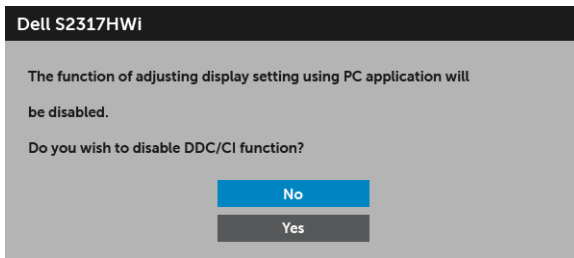 Dell S2317HWi
The function of adjusting display setting using PC application will
be disabled.
Do you wish to disable DDC/CI function?
No
Yes